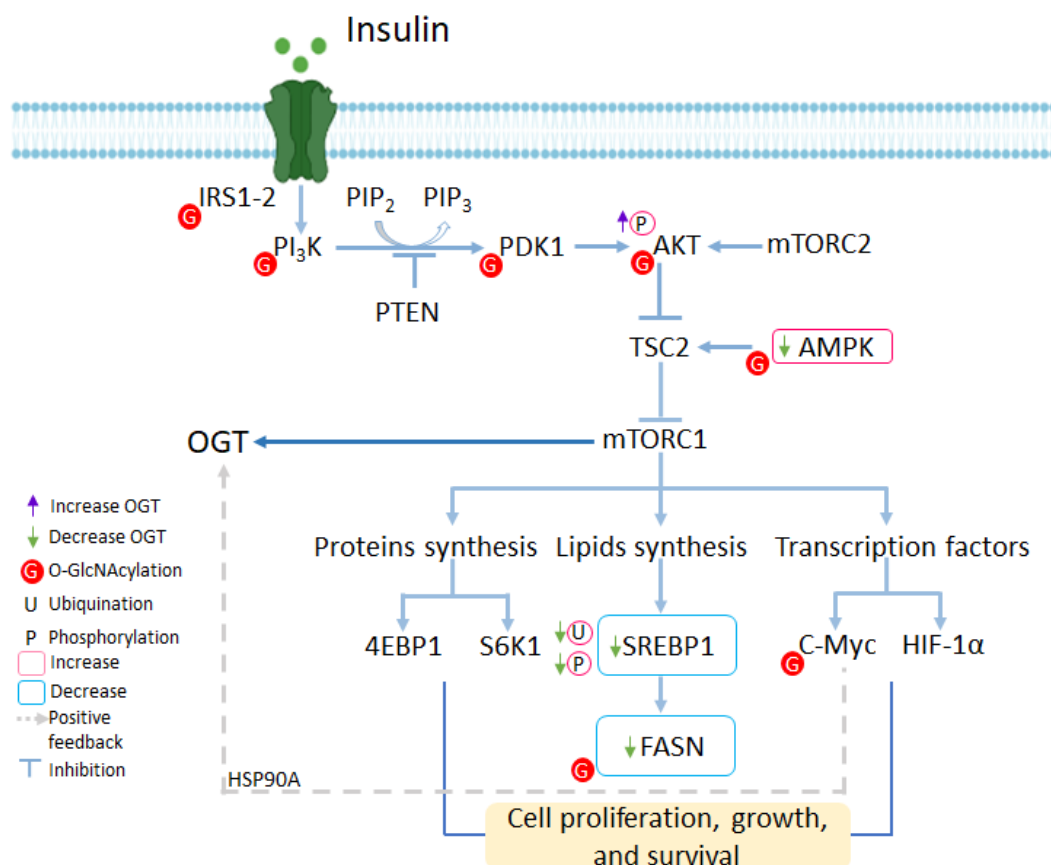 Insulin
IRS1-2
G
PIP₂
PIP₃
PI₃K
G
PDK1
G
P
AKT
G
mTORC2
PTEN
TSC2
AMPK
G
OGT
mTORC1
Increase OGT
Decrease OGT
G O-GlcNAcylation
U Ubiquination
P Phosphorylation
Increase
Decrease
Positive
feedback
Inhibition
Proteins synthesis
Lipids synthesis
Transcription factors
4EBP1
S6K1
U
P
SREBP1
C-Myc
G
HIF-1α
FASN
G
HSP90A
Cell proliferation, growth,
and survival